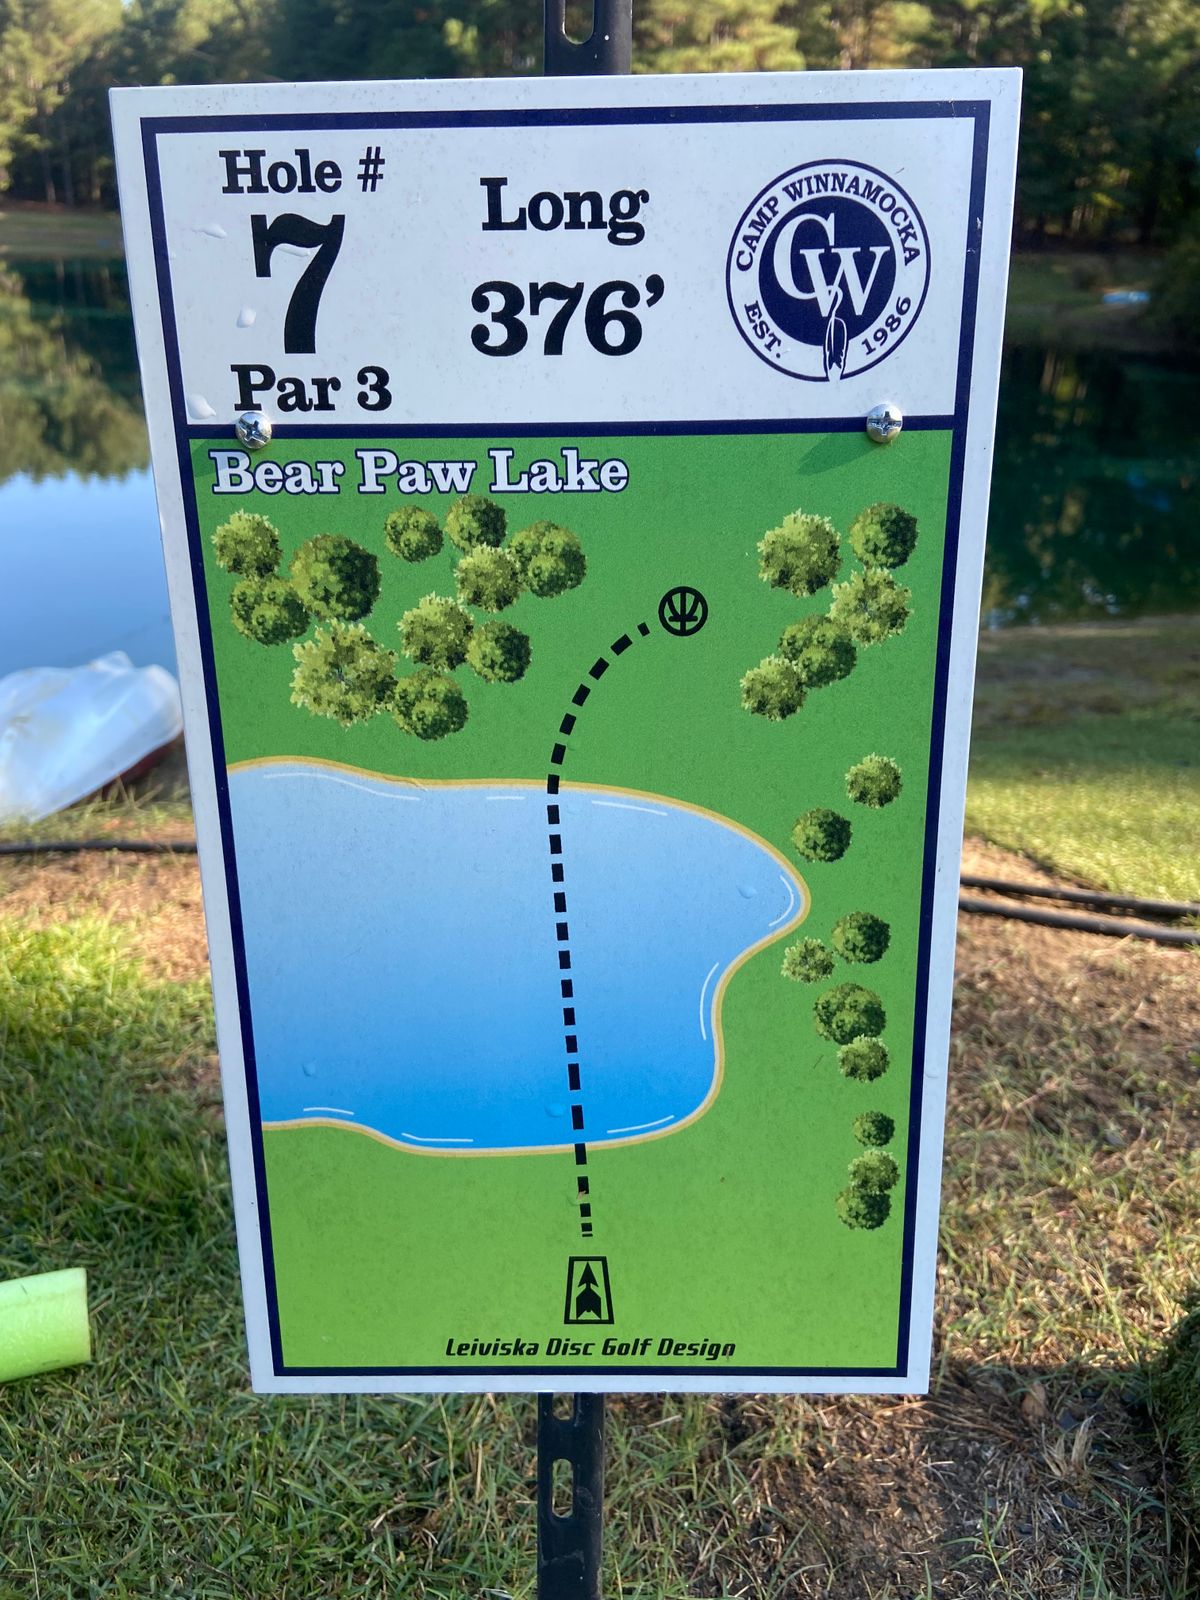 Hole #
7
Par 3
Long
376’
CAMP WINNAMOCKA
CW
EST. 1986
Bear Paw Lake
Leiviska Disc Golf Design